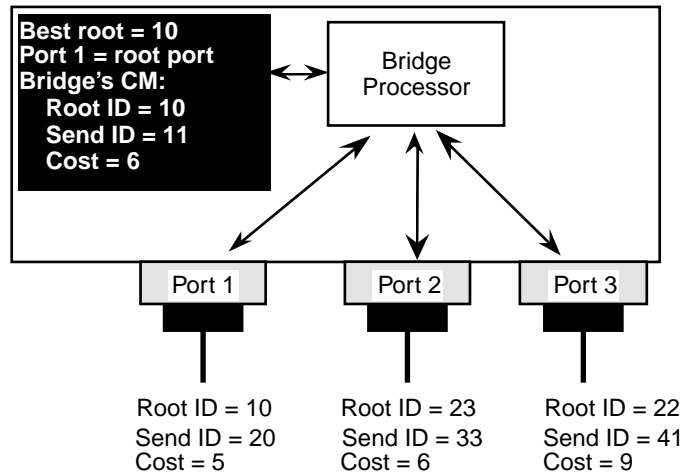 Best root = 10
Port 1 = root port
Bridge's CM:
Root ID = 10
Send ID = 11
Cost = 6
Bridge
Processor
Port 1
Port 2
Port 3
Root ID = 10
Send ID = 20
Cost = 5
Root ID = 23
Send ID = 33
Cost = 6
Root ID = 22
Send ID = 41
Cost = 9